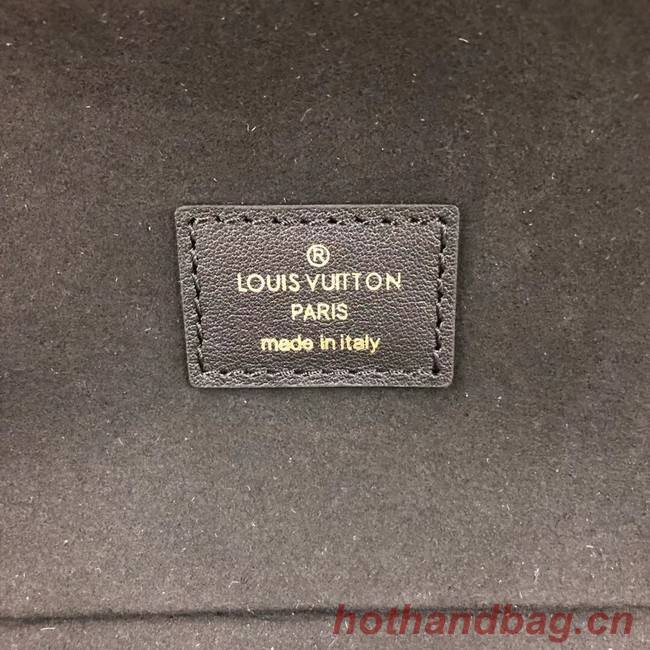 ®
LOUIS VUITTON
PARIS
made in italy
hothandbag.cn